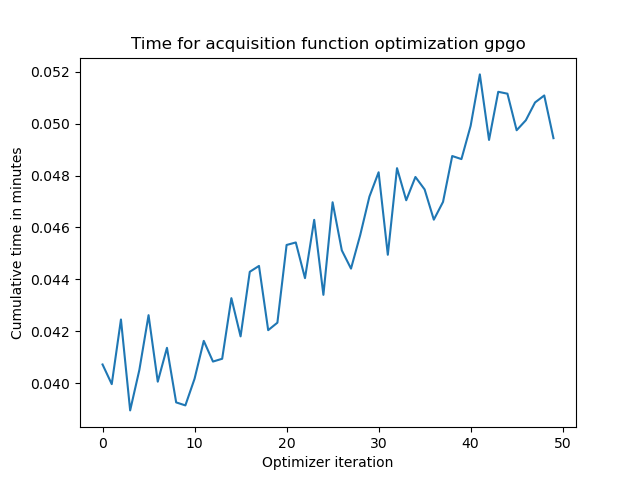 Time for acquisition function optimization gpgo
0.052
0.050
0.048
0.046
0.044
0.042
0.040
Cumulative time in minutes
0 10 20 30 40 50
Optimizer iteration